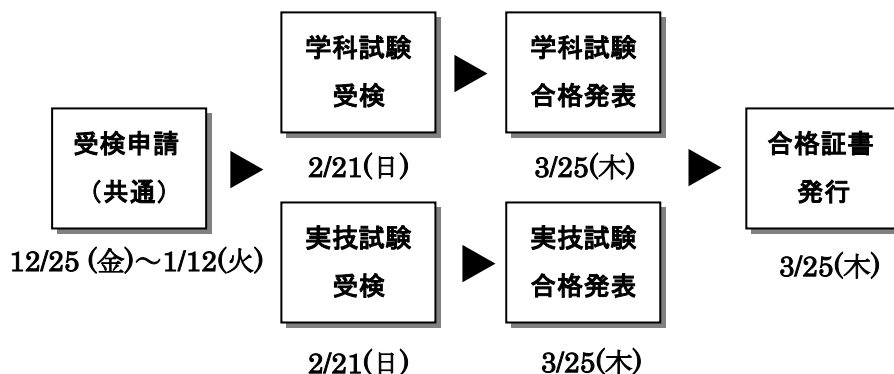 受検申請
（共通）
12/25 (金)～1/12(火)
学科試験
受検
2/21(日)
学科試験
合格発表
3/25(木)
実技試験
受検
2/21(日)
実技試験
合格発表
3/25(木)
合格証書
発行
3/25(木)